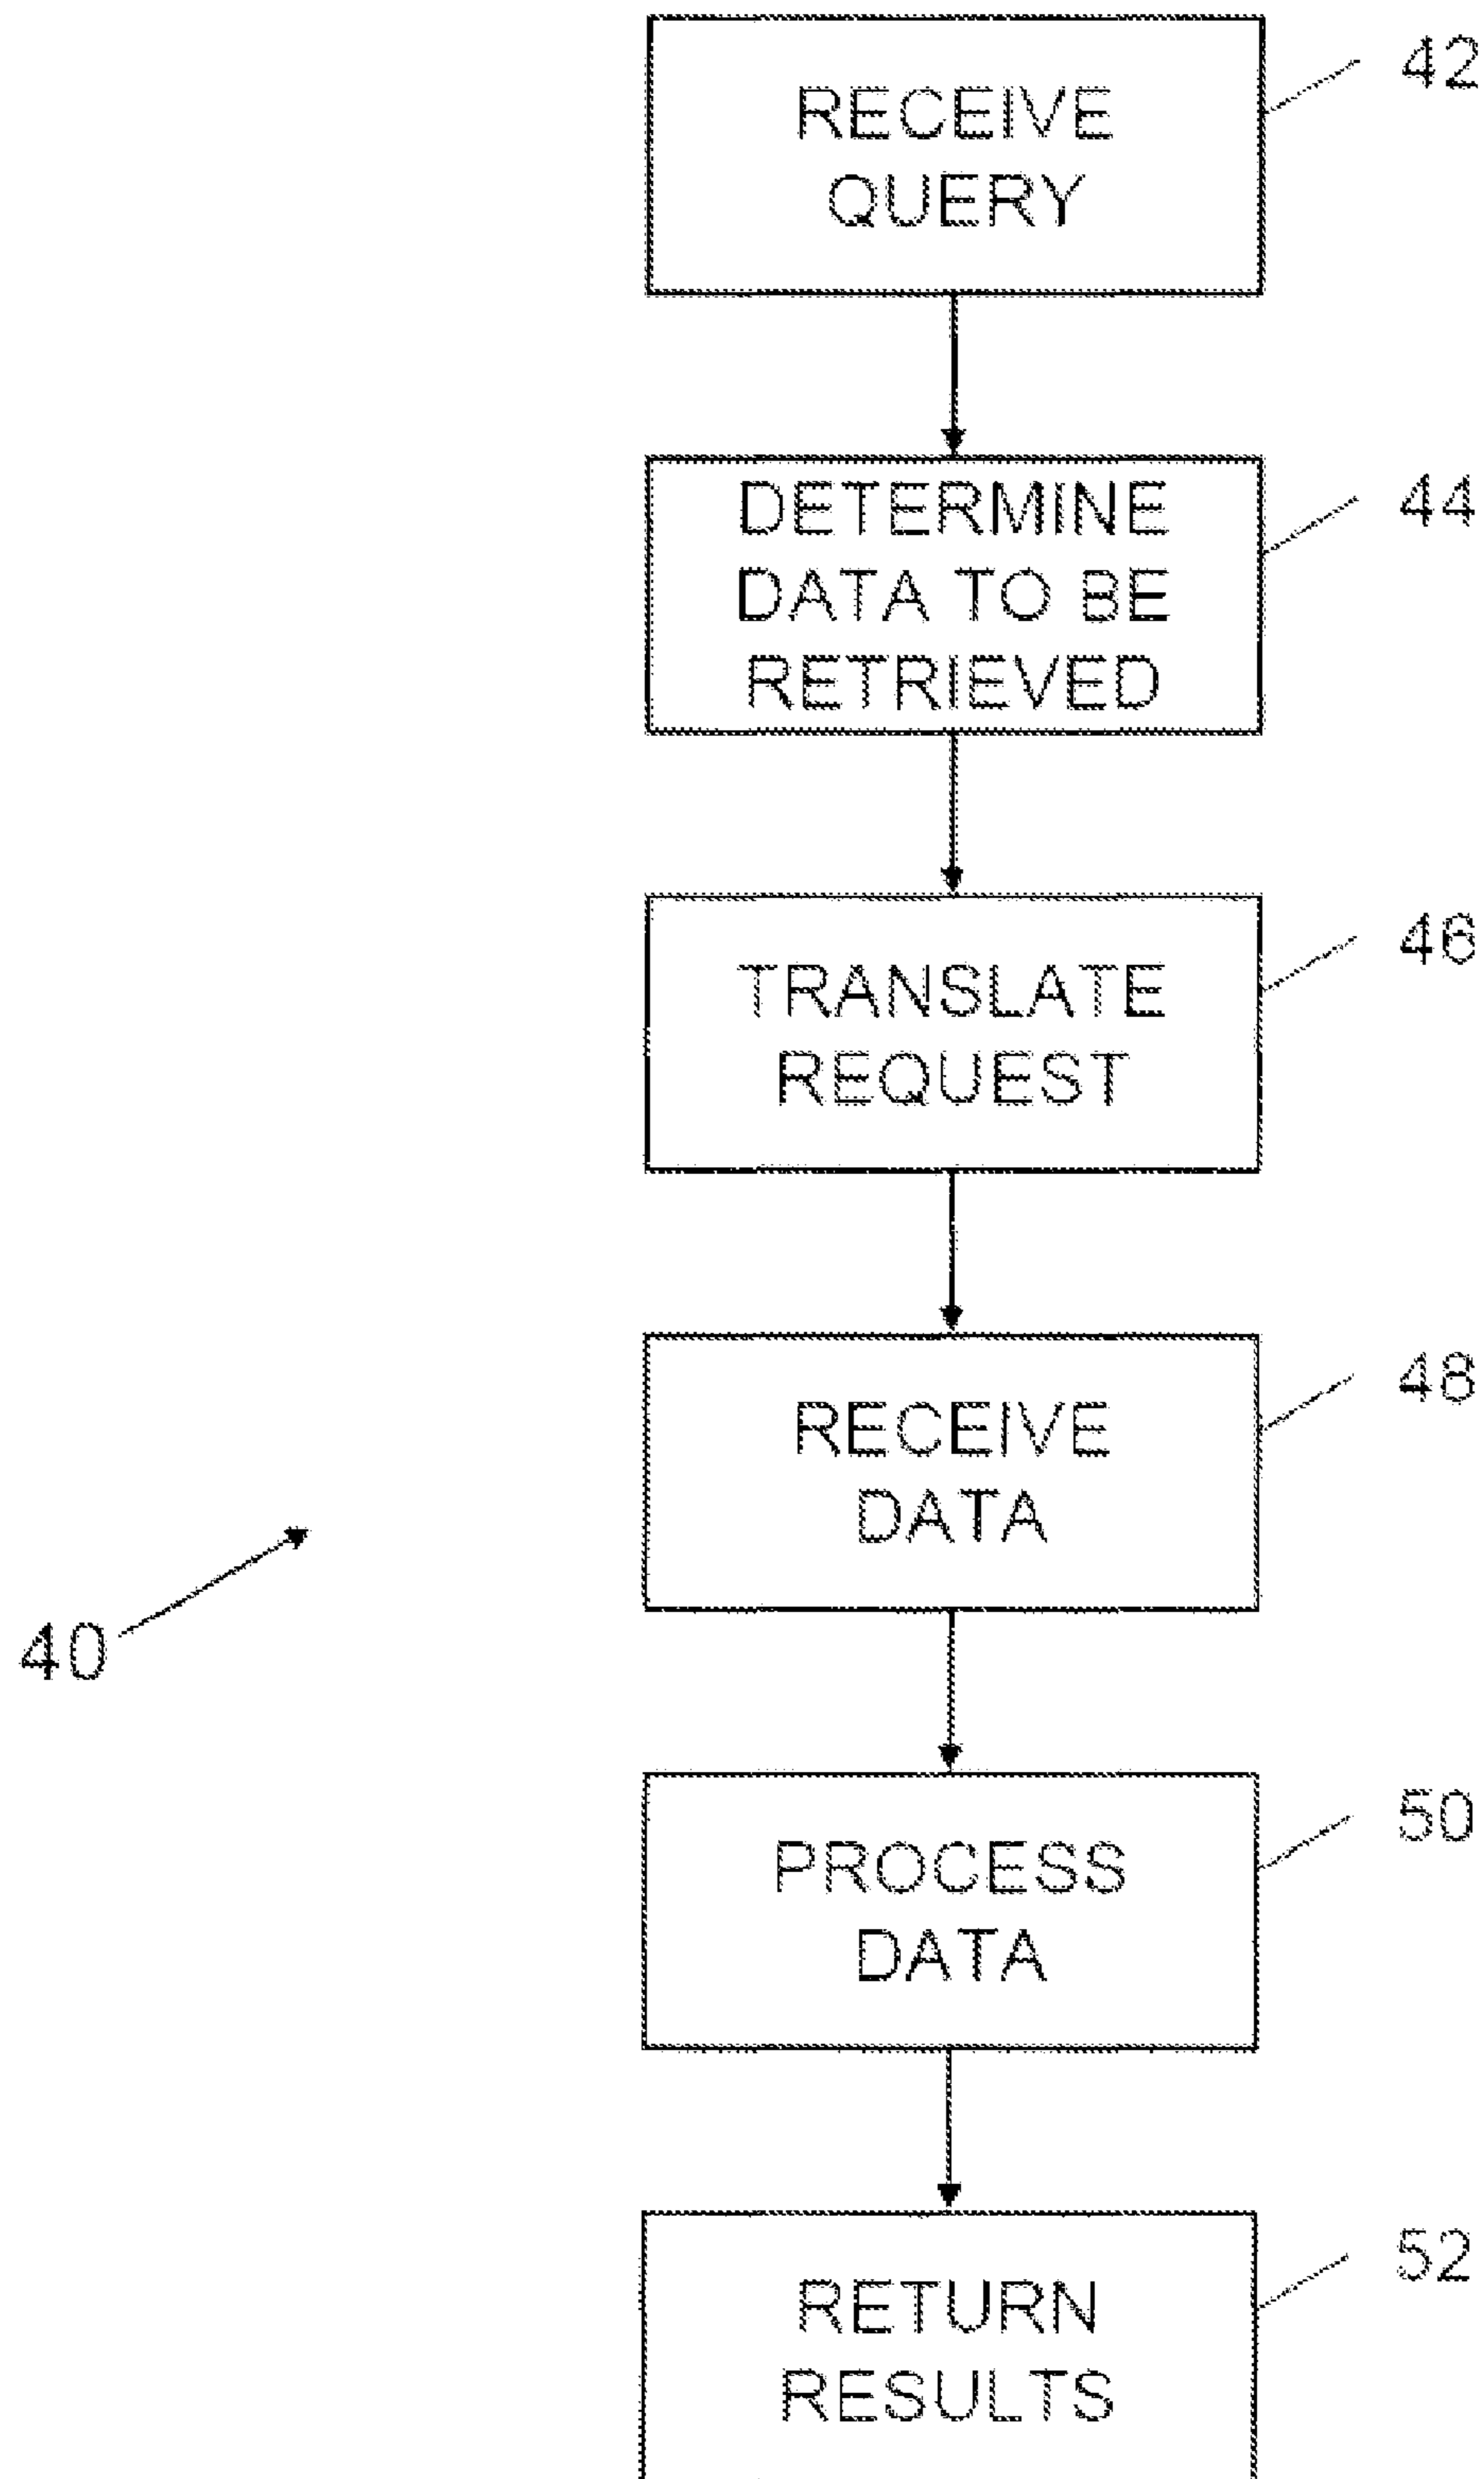 RECEIVE
QUERY
42
DETERMINE
DATA TO BE
RETRIEVED
44
TRANSLATE
REQUEST
46
RECEIVE
DATA
48
40
PROCESS
DATA
50
RETURN
RESULTS
52